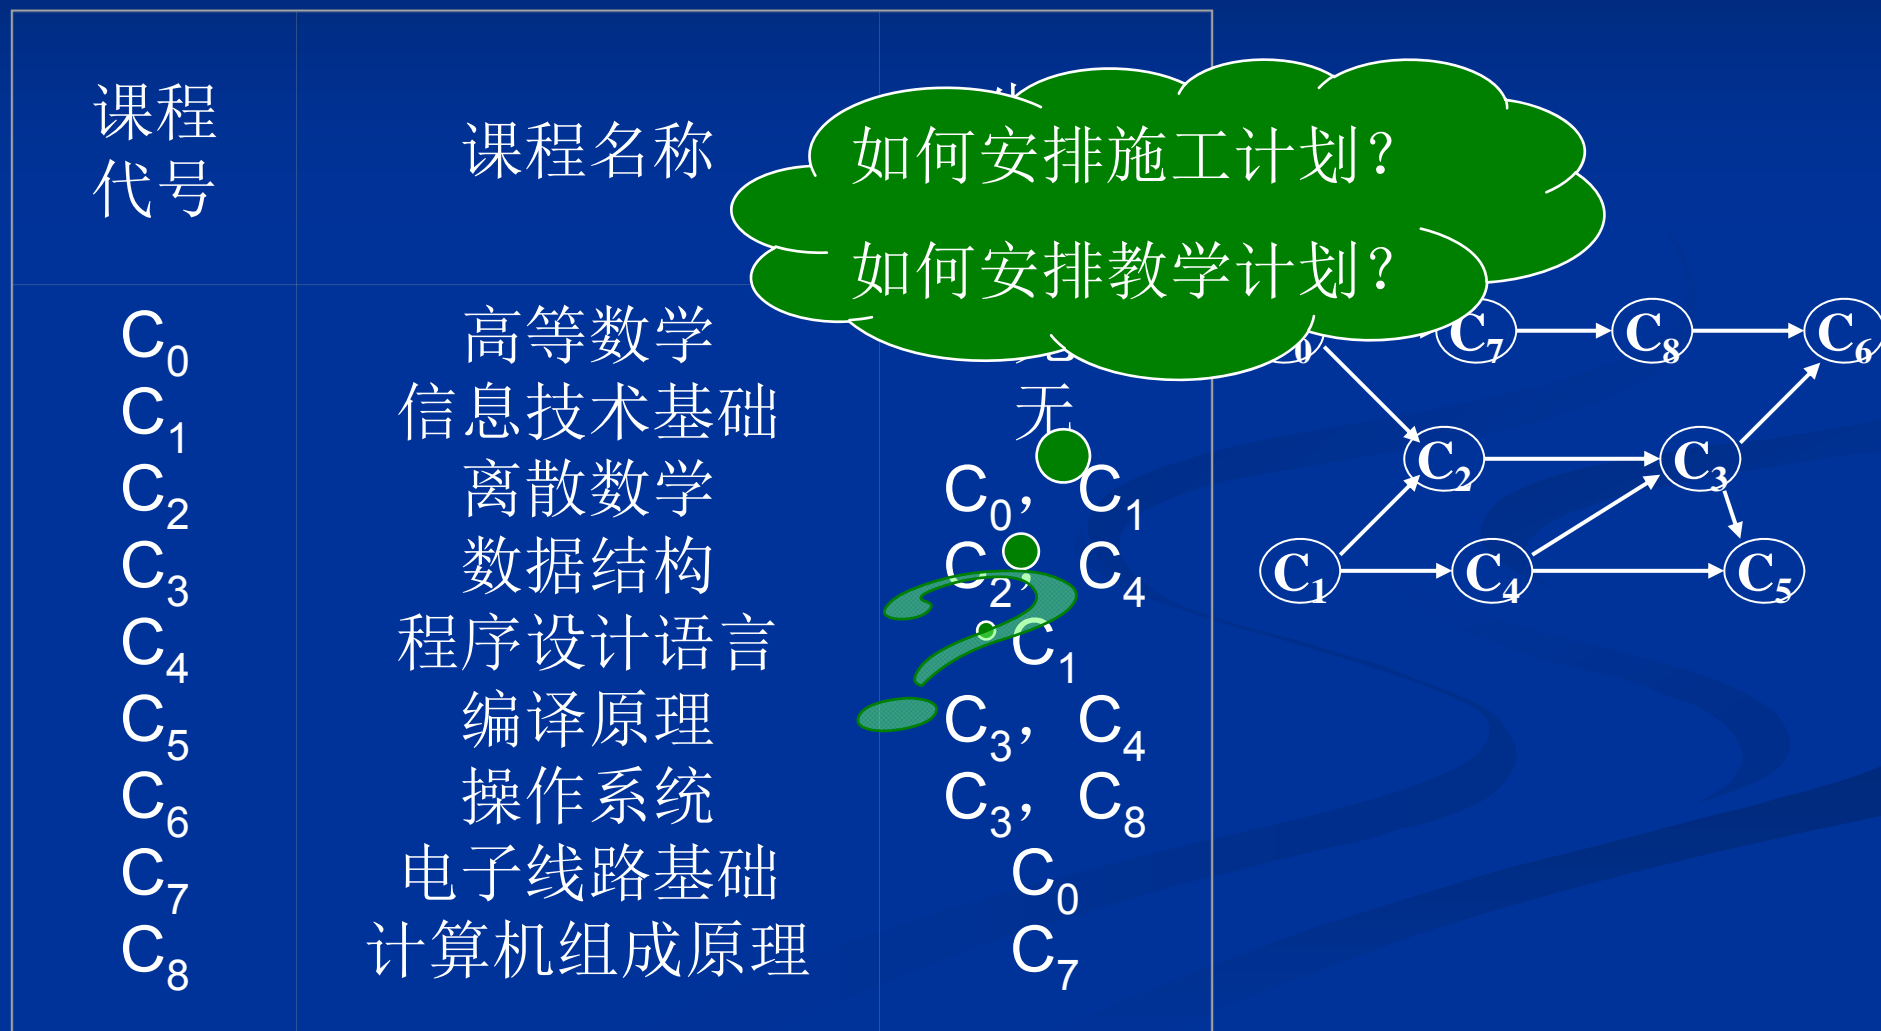 课程
代号
课程名称
如何安排施工计划？
如何安排教学计划？
C0 高等数学
C1 信息技术基础 无
C2 离散数学 C0， C1
C3 数据结构 C2， C4
C4 程序设计语言 C1
C5 编译原理 C3， C4
C6 操作系统 C3， C8
C7 电子线路基础 C0
C8 计算机组成原理 C7
C7 C8 C6
C2 C3
C1 C4 C5